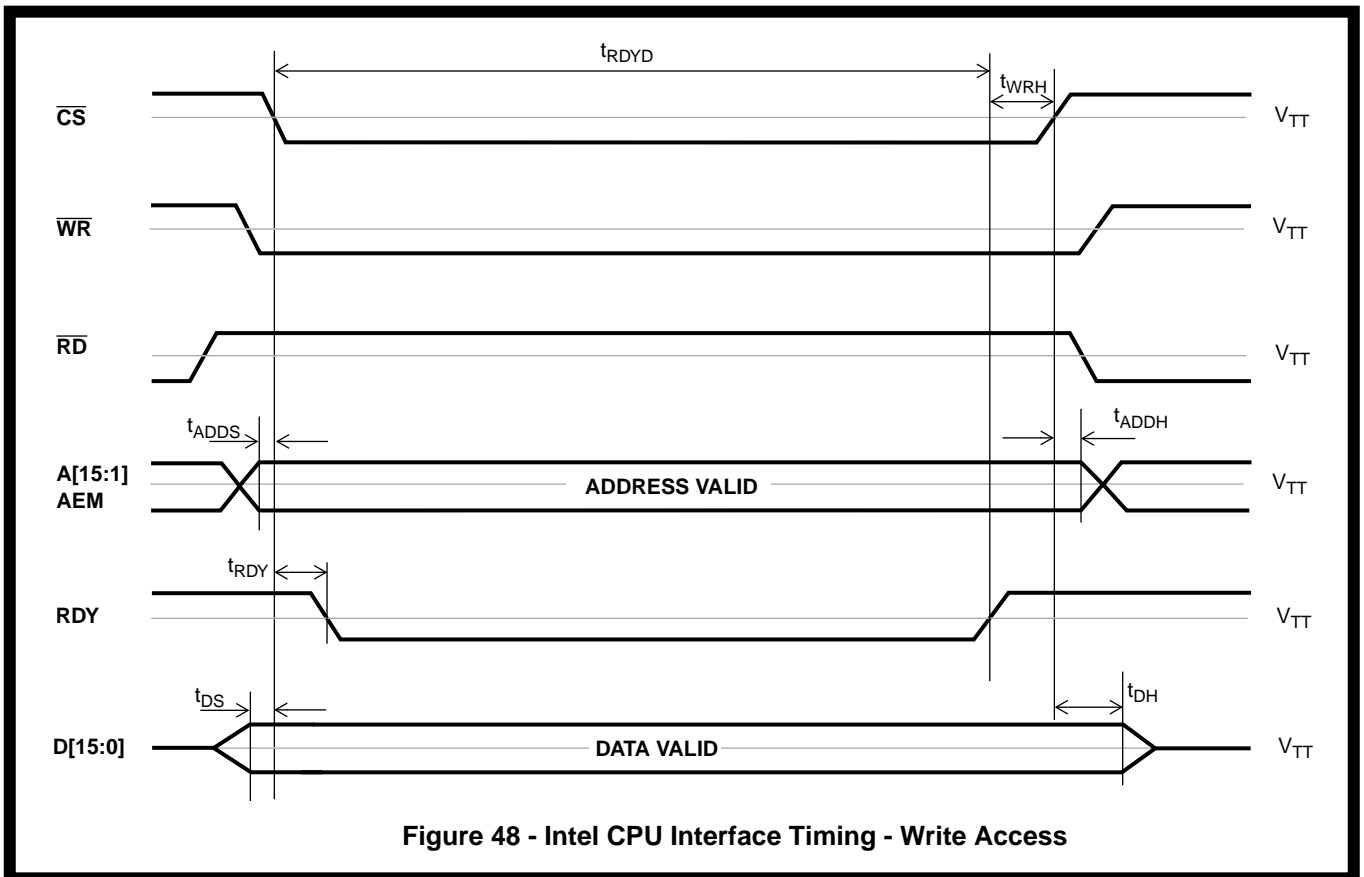 tRDYD
tWRH
CS
VTT
WR
VTT
RD
VTT
tADDS
tADDH
A[15:1]
AEM
ADDRESS VALID
VTT
tRDY
RDY
VTT
tDS
tDH
D[15:0]
DATA VALID
VTT
Figure 48 - Intel CPU Interface Timing - Write Access